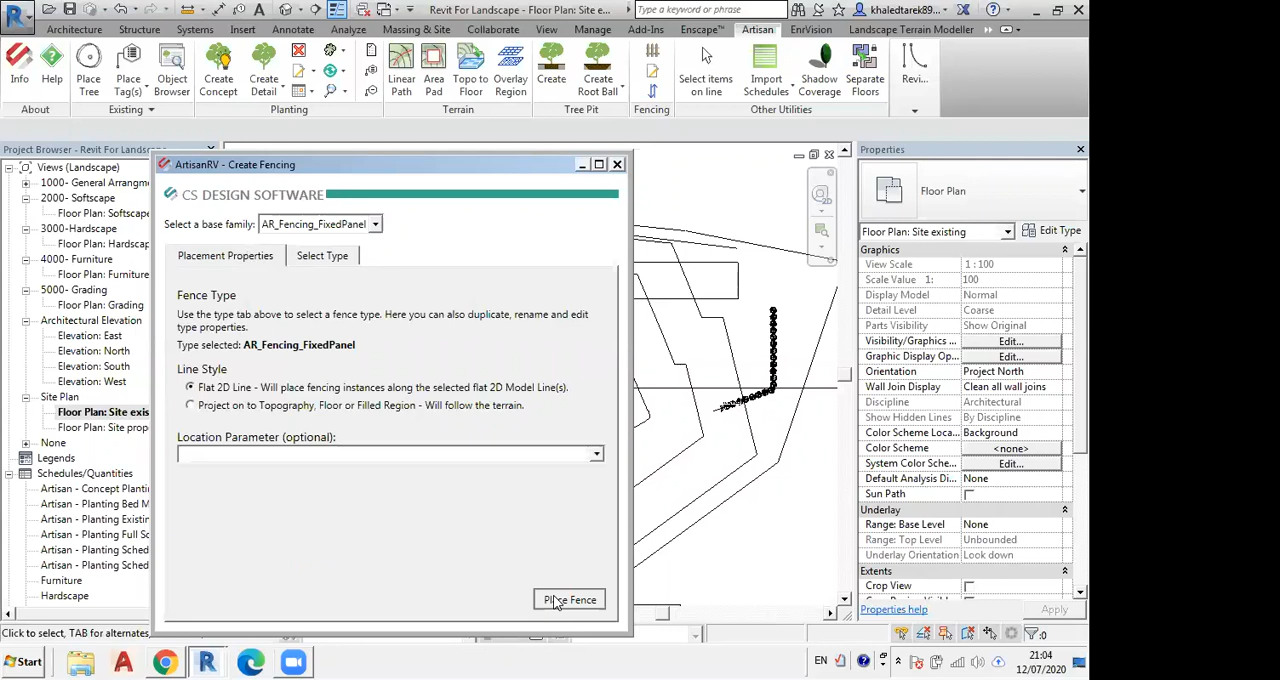 Revit For Landscape - Floor Plan: Site e...
Type a keyword or phrase
khaledtarek89...
Architecture Structure Systems Insert Annotate Analyze Massing & Site Collaborate View Manage Add-Ins Enscape™ Artisan EnVision Landscape Terrain Modeller
Info Help Place Tree Place Tag(s) Object Browser Create Concept Create Detail Linear Path Area Pad Topo to Floor Overlay Region Create Create Root Ball Select items on line Import Schedules Shadow Coverage Separate Floors Revi...
About Existing Planting Terrain Tree Pit Fencing Other Utilities
Project Browser - Revit For Lands
Views (Landscape)
1000- General Arrangm
2000- Softscape
Floor Plan: Softscap
3000-Hardscape
Floor Plan: Hardscap
4000- Furniture
Floor Plan: Furniture
5000- Grading
Floor Plan: Grading
Architectural Elevation
Elevation: East
Elevation: North
Elevation: South
Elevation: West
Site Plan
Floor Plan: Site exis
Floor Plan: Site prop
None
Legends
Schedules/Quantities
Artisan - Concept Planti
Artisan - Planting Bed M
Artisan - Planting Existin
Artisan - Planting Full Sc
Artisan - Planting Sched
Artisan - Planting Sched
Furniture
Hardscape
Click to select, TAB for alternates,
ArtisanRV - Create Fencing
CS DESIGN SOFTWARE
Select a base family: AR_Fencing_FixedPanel
Placement Properties Select Type
Fence Type
Use the type tab above to select a fence type. Here you can also duplicate, rename and edit
type properties.
Type selected: AR_Fencing_FixedPanel
Line Style
Flat 2D Line - Will place fencing instances along the selected flat 2D Model Line(s).
Project on to Topography, Floor or Filled Region - Will follow the terrain.
Location Parameter (optional):
Place Fence
Properties
Floor Plan
Floor Plan: Site existing Edit Type
Graphics
View Scale 1 : 100
Scale Value 1: 100
Display Model Normal
Detail Level Coarse
Parts Visibility Show Original
Visibility/Graphics ... Edit...
Graphic Display Op... Edit...
Orientation Project North
Wall Join Display Clean all wall joins
Discipline Architectural
Show Hidden Lines By Discipline
Color Scheme Loca... Background
Color Scheme <none>
System Color Sche... Edit...
Default Analysis Di... None
Sun Path
Underlay
Range: Base Level None
Range: Top Level Unbounded
Underlay Orientation Look down
Extents
Crop View
Properties help Apply
:0
Start
EN
21:04
12/07/2020